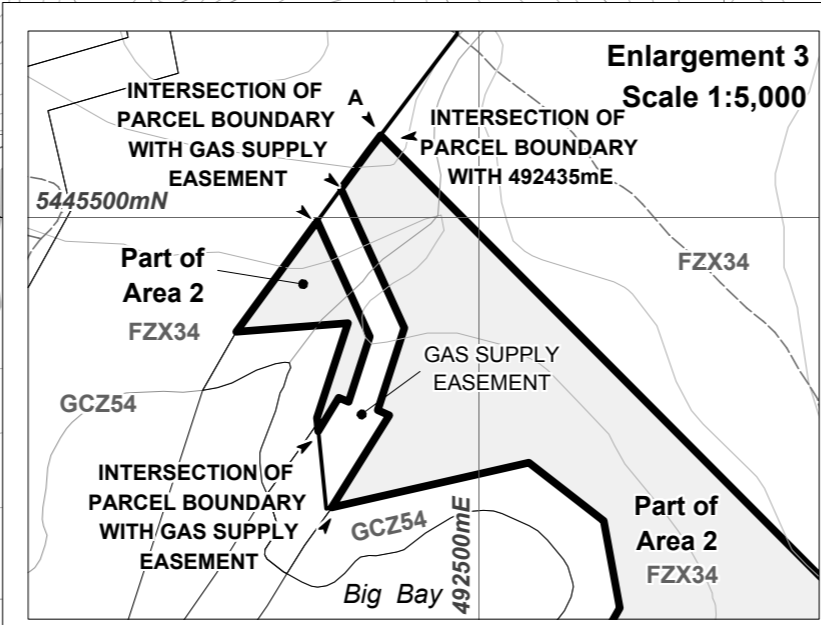 Enlargement 3
Scale 1:5,000
INTERSECTION OF
PARCEL BOUNDARY
WITH GAS SUPPLY
EASEMENT
A
INTERSECTION OF
PARCEL BOUNDARY
WITH 492435mE
5445500mN
Part of
Area 2
FZX34
FZX34
GAS SUPPLY
EASEMENT
GCZ54
INTERSECTION OF
PARCEL BOUNDARY
WITH GAS SUPPLY
EASEMENT
GCZ54
492500mE
Part of
Area 2
FZX34
Big Bay